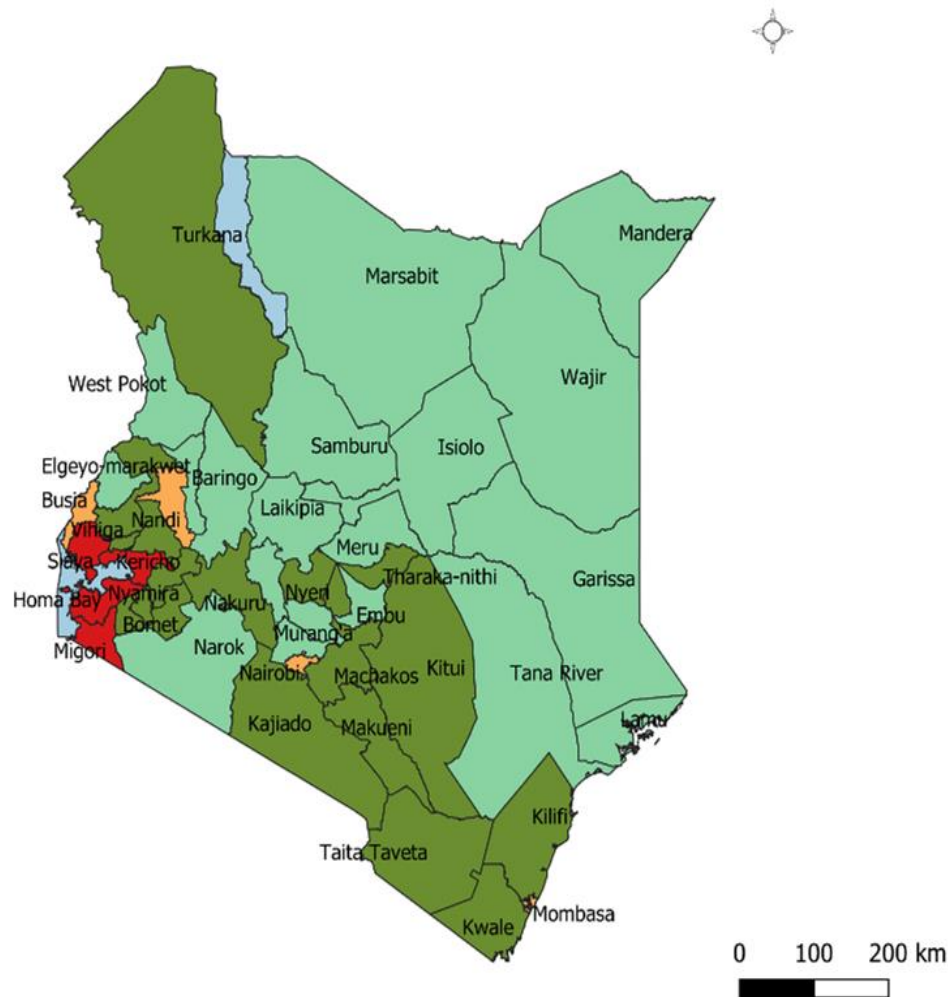 Turkana
Mandera
Marsabit
Wajir
West Pokot
Samburu
Isiolo
Elgeyo-marakwet
Baringo
Busia
Laikipia
Nandi
Vihiga
Meru
Siaya
Kericho
Tharaka-nithi
Garissa
Nyamira
Nyeri
Homa Bay
Nakuru
Embu
Bomet
Murang'a
Narok
Migori
Nairobi
Machakos
Kitui
Tana River
Kajiado
Makueni
Lamu
Kilifi
Taita Taveta
Mombasa
Kwale
0 100 200 km